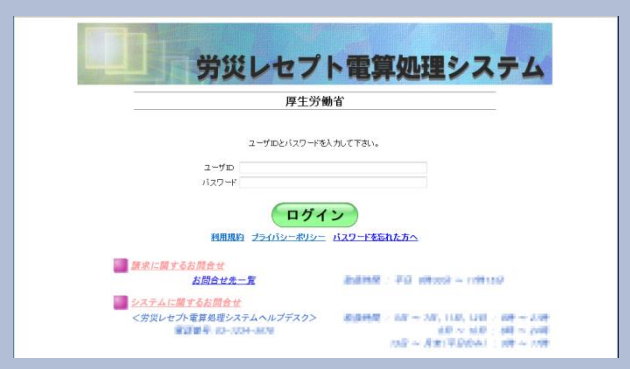 労災レセプト電算処理システム
厚生労働省
ユーザIDとパスワードを入力して下さい。
ユーザID
パスワード
ログイン
利用規約 プライバシーポリシー パスワードを忘れた方へ
請求に関するお問合せ
お問合せ先一覧
システムに関するお問合せ
＜労災レセプト電算処理システムヘルプデスク＞